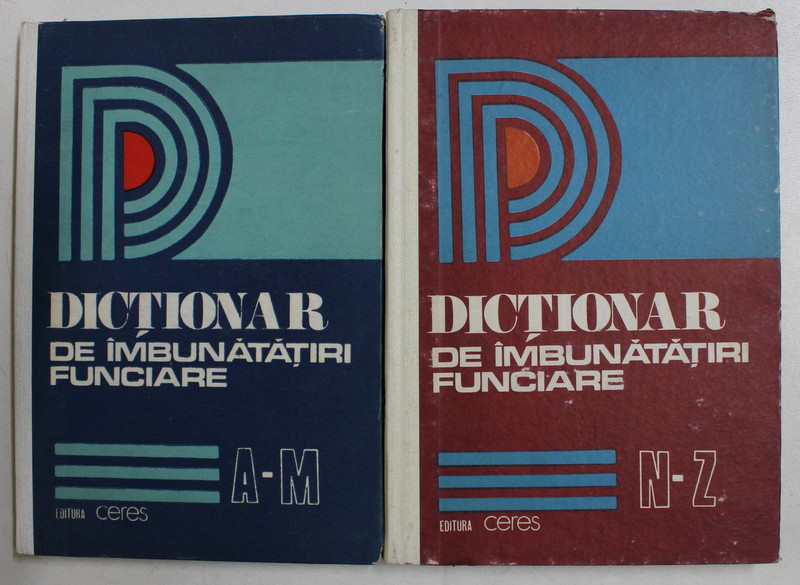 DICȚIONAR
DE ÎMBUNĂTĂȚIRI
FUNCIARE
A-M
EDITURA ceres
DICȚIONAR
DE ÎMBUNĂTĂȚIRI
FUNCIARE
N-Z
EDITURA ceres